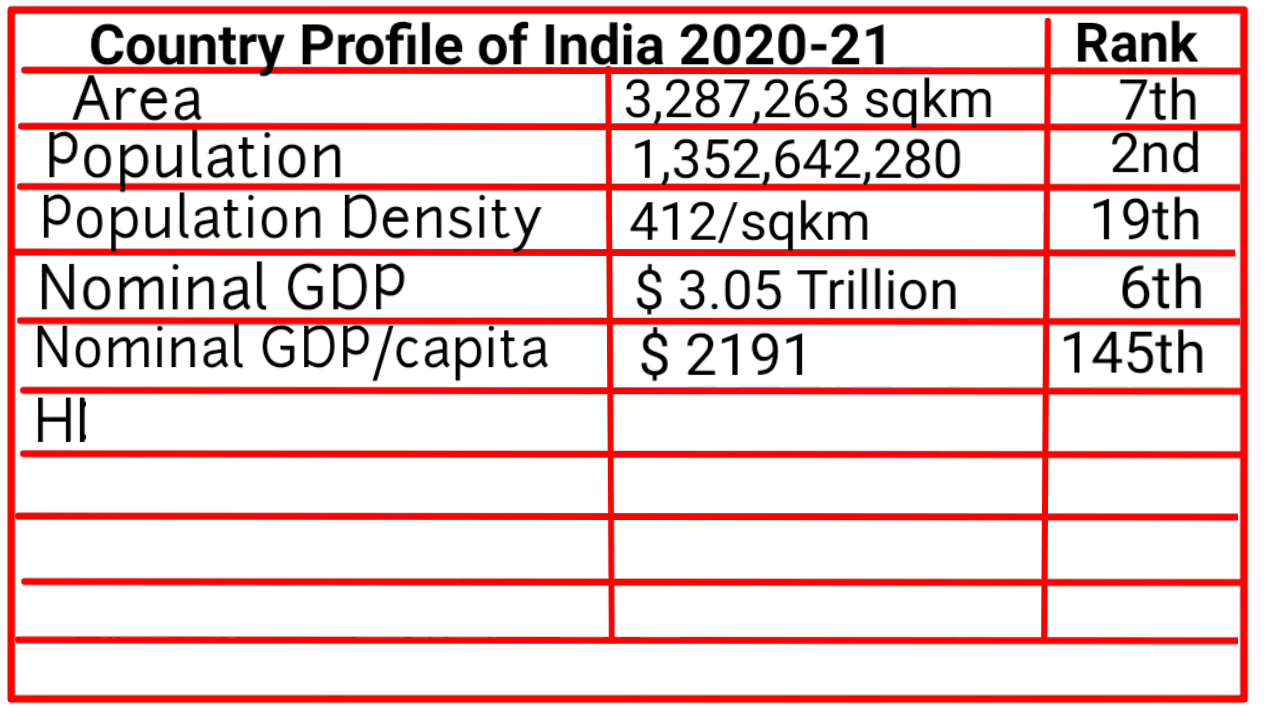 Country Profile of India 2020-21 Rank
Area 3,287,263 sqkm 7th
Population 1,352,642,280 2nd
Population Density 412/sqkm 19th
Nominal GDP $ 3.05 Trillion 6th
Nominal GDP/capita $ 2191 145th
HI